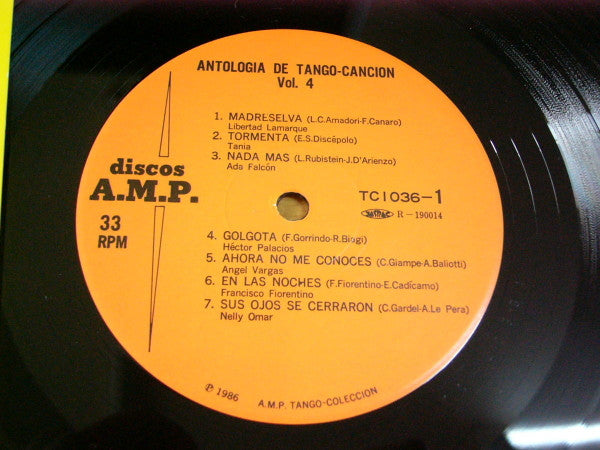 ANTOLOGIA DE TANGO-CANCION
Vol. 4
1. MADRESELVA (L.C.Amadori-F.Canaro)
Libertad Lamarque
2. TORMENTA (E.S.Discépolo)
Tania
3. NADA MAS (L.Rubistein-J.D'Arienzo)
Ada Falcón
discos
A.M.P.
33
RPM
TC1036-1
JASRAC R-190014
4. GOLGOTA (F.Gorrindo-R.Biagi)
Héctor Palacios
5 AHORA NO ME CONOCES (C.Giampe-A.Baliotti)
Angel Vargas
6 EN LAS NOCHES (F.Fiorentino-E.Cadícamo)
Francisco Fiorentino
7 SUS OJOS SE CERRARON (C.Gardel-A.Le Pera)
Nelly Omar
℗ 1986 A.M.P. TANGO-COLECCION